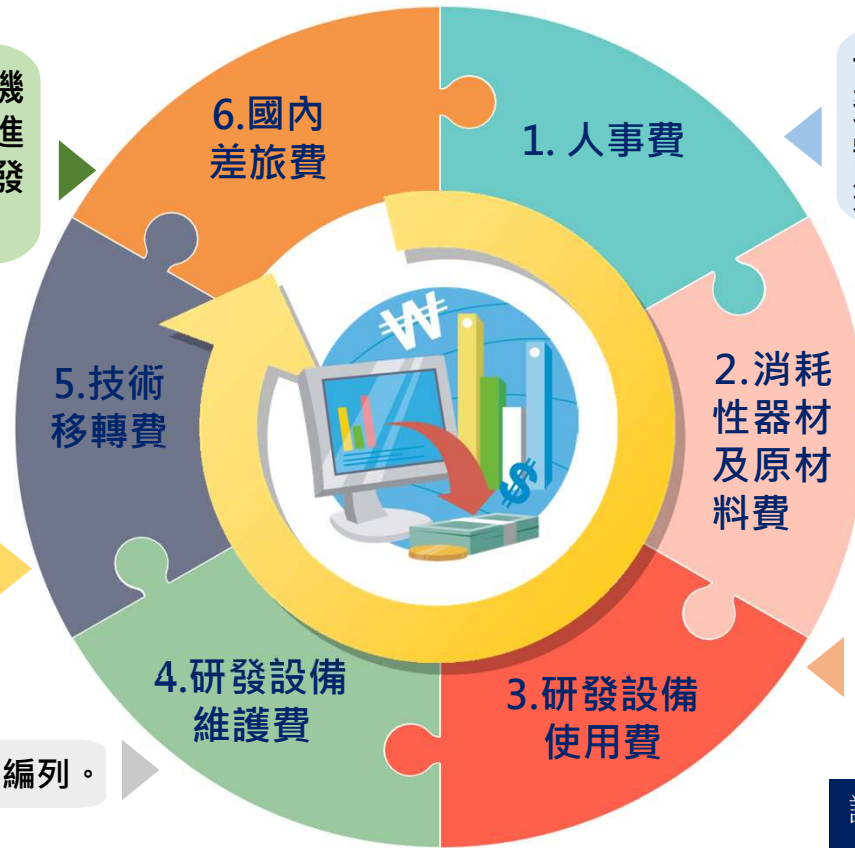 機
進
發
6.國內
差旅費
1. 人事費
5.技術
移轉費
2.消耗
性器材
及原材
料費
4.研發設備
維護費
3.研發設備
使用費
編列。
₩
$